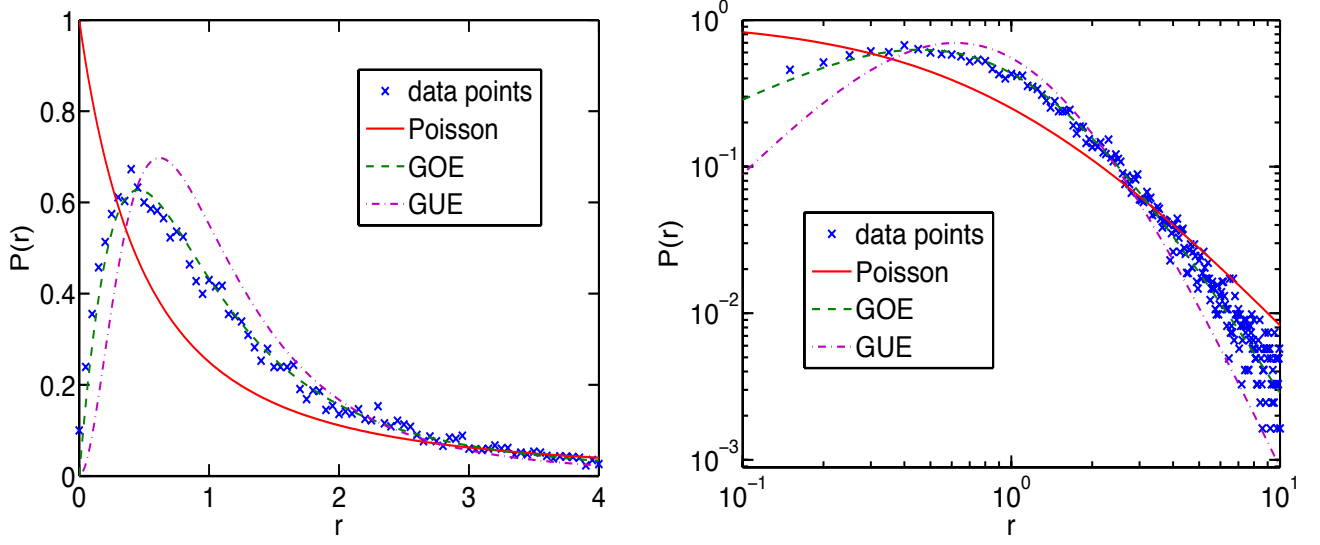 P(r)
1
0.8
0.6
0.4
0.2
0
0
1
2
3
4
r
data points
Poisson
GOE
GUE
P(r)
10^0
10^-1
10^-2
10^-3
10^-1
10^0
10^1
r
data points
Poisson
GOE
GUE